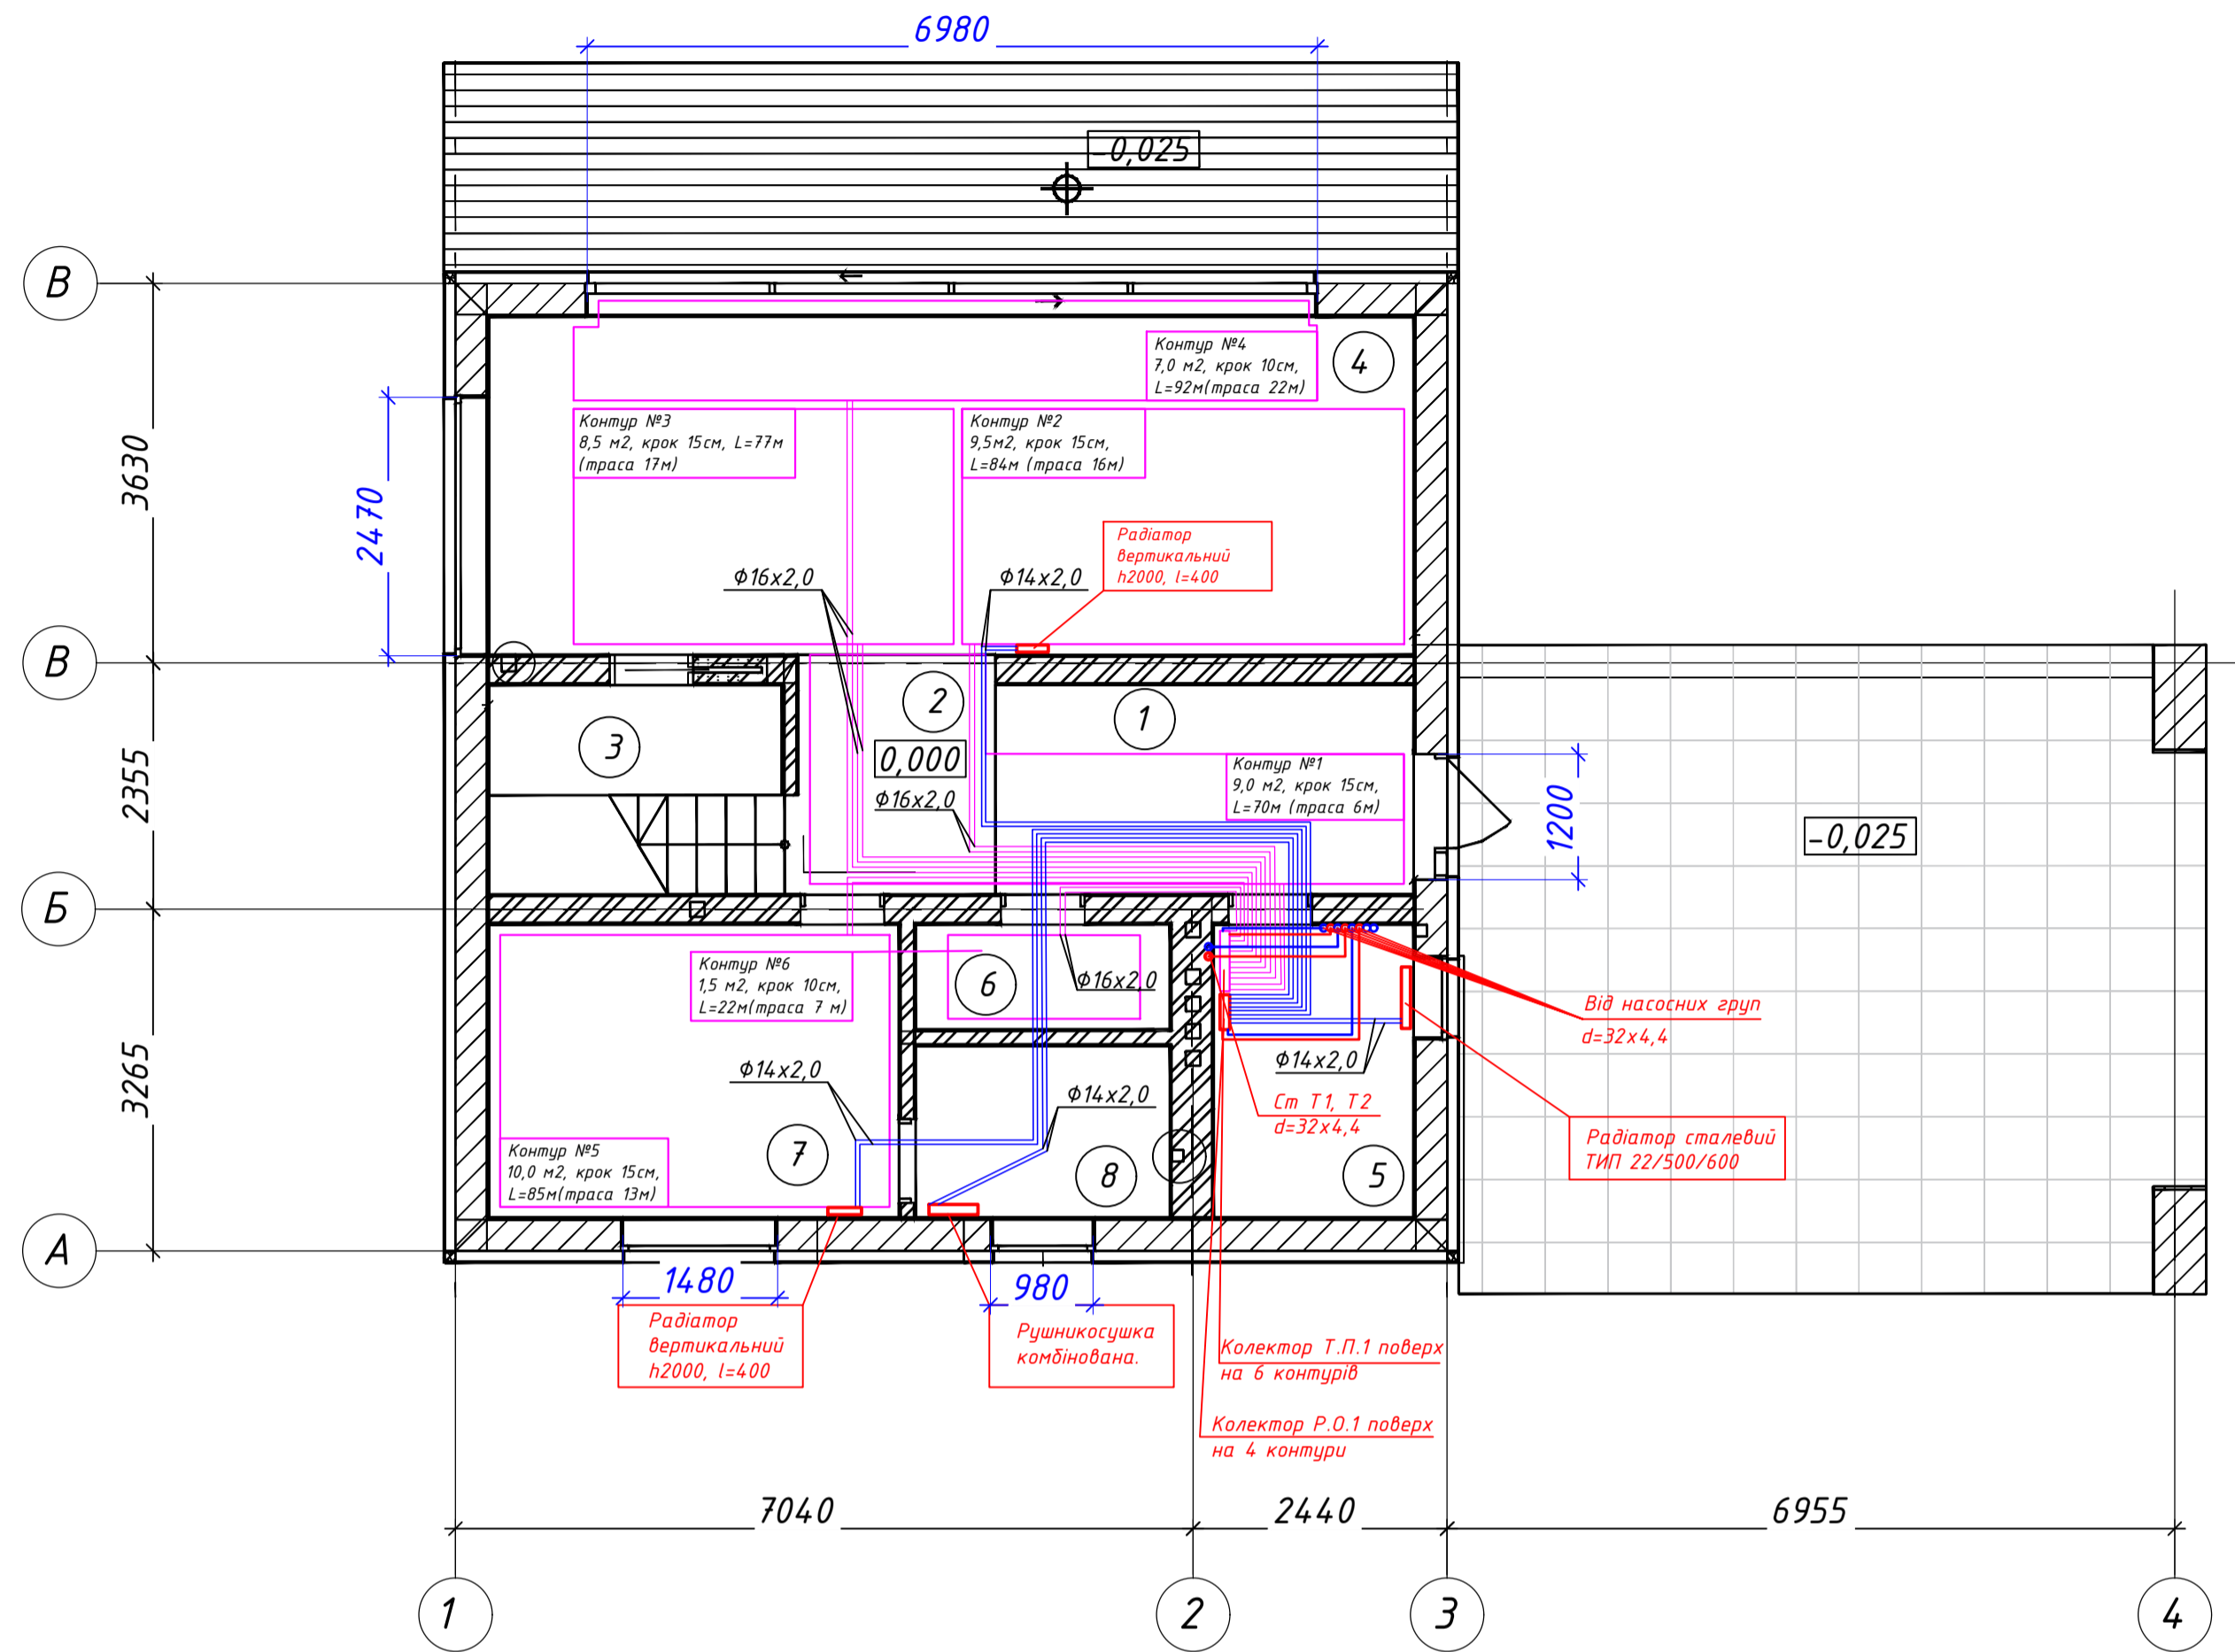 6980
-0,025
В
Контур №4
7,0 м2, крок 10см,
L=92м(траса 22м)
4
Контур №3
8,5 м2, крок 15см, L=77м
(траса 17м)
Контур №2
9,5м2, крок 15см,
L=84м (траса 16м)
3630
2470
Радіатор
вертикальний
h2000, l=400
Ф16х2,0
Ф14х2,0
В
2
1
3
0,000
Контур №1
9,0 м2, крок 15см,
L=70м (траса 6м)
Ф16х2,0
2355
1200
-0,025
Б
Контур №6
1,5 м2, крок 10см,
L=22м(траса 7 м)
6
Ф16х2,0
Від насосних груп
d=32х4,4
3265
Ф14х2,0
Ф14х2,0
Ф14х2,0
Ст Т1, Т2
d=32х4,4
Контур №5
10,0 м2, крок 15см,
L=85м(траса 13м)
7
8
5
Радіатор сталевий
ТИП 22/500/600
А
1480
980
Радіатор
вертикальний
h2000, l=400
Рушникосушка
комбінована.
Колектор Т.П.1 поверх
на 6 контурів
Колектор Р.О.1 поверх
на 4 контури
7040
2440
6955
1
2
3
4